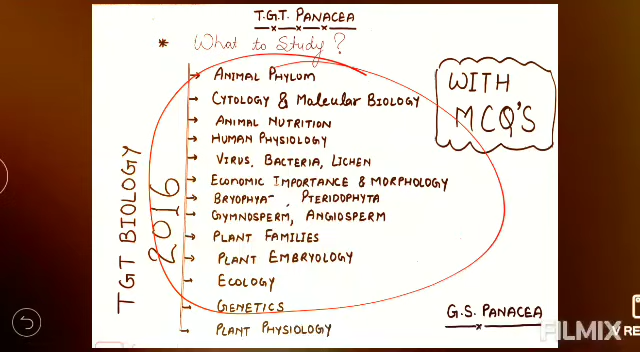 T.G.T. PANACEA
* What to Study?
→ ANIMAL PHYLUM
→ CYTOLOGY & Malecular BIOLOGY
→ ANIMAL NUTRITION
→ HUMAN PHYSIOLOGY
→ VIRUS, BACTERIA, LICHEN
→ ECONOMIC IMPORTANCE & MORPHOLOGY
→ BRYOPHYA-, PTERIDOPHYTA
→ GYMNOSPERM, ANGIOSPERM
→ PLANT FAMILIES
→ PLANT EMBRYOLOGY
→ ECOLOGY
→ GENETICS
→ PLANT PHYSIOLOGY
TGT BIOLOGY
2016
WITH
MCQ'S
G.S. PANACEA
FILMIX